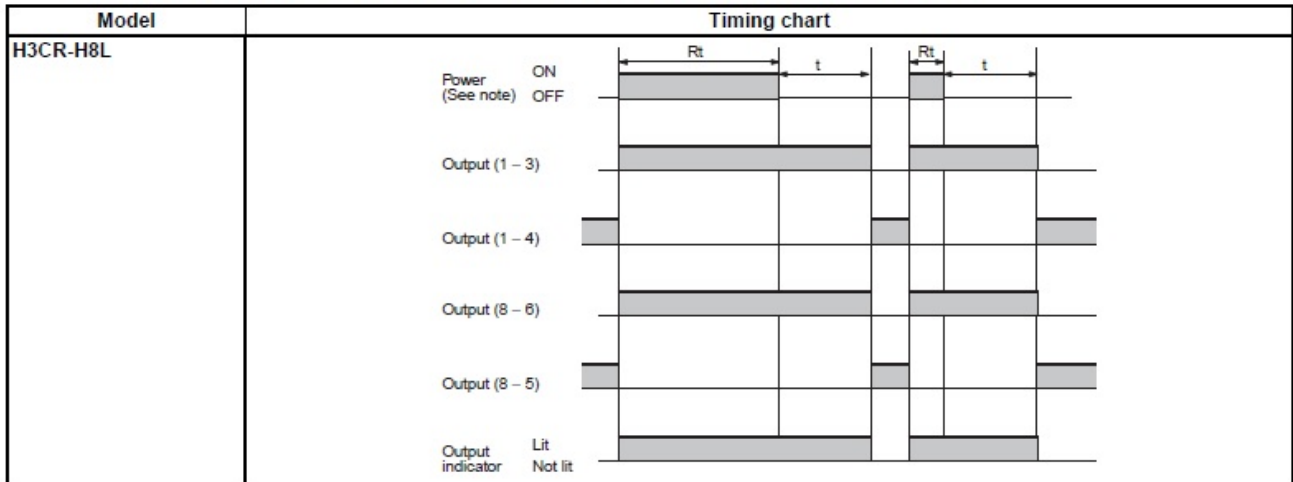 Model Timing chart
H3CR-H8L
Rt t Rt t
Power ON
(See note) OFF
Output (1 – 3)
Output (1 – 4)
Output (8 – 6)
Output (8 – 5)
Output Lit
indicator Not lit